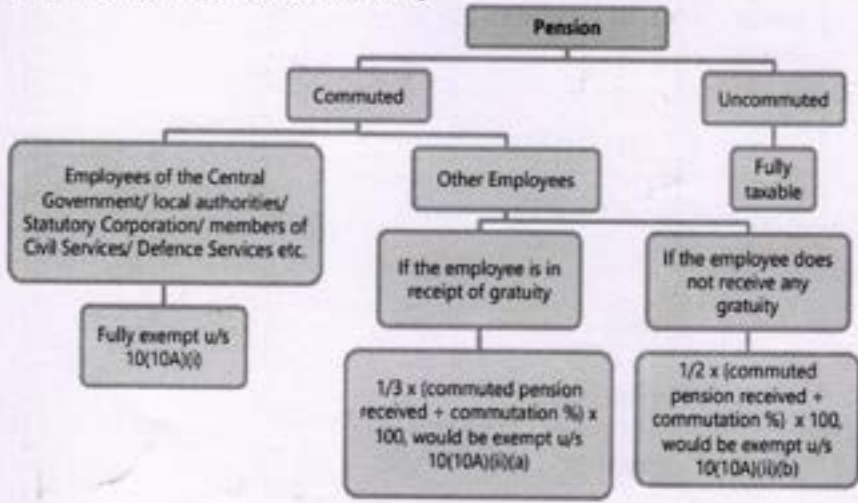 Pension
Commuted
Uncommuted
Employees of the Central
Government/ local authorities/
Statutory Corporation/ members of
Civil Services/ Defence Services etc.
Other Employees
Fully
taxable
If the employee is in
receipt of gratuity
If the employee does
not receive any
gratuity
Fully exempt u/s
10(10A)(i)
1/3 x (commuted pension
received ÷ commutation %) x
100, would be exempt u/s
10(10A)(ii)(a)
1/2 x (commuted
pension received ÷
commutation %) x 100,
would be exempt u/s
10(10A)(ii)(b)